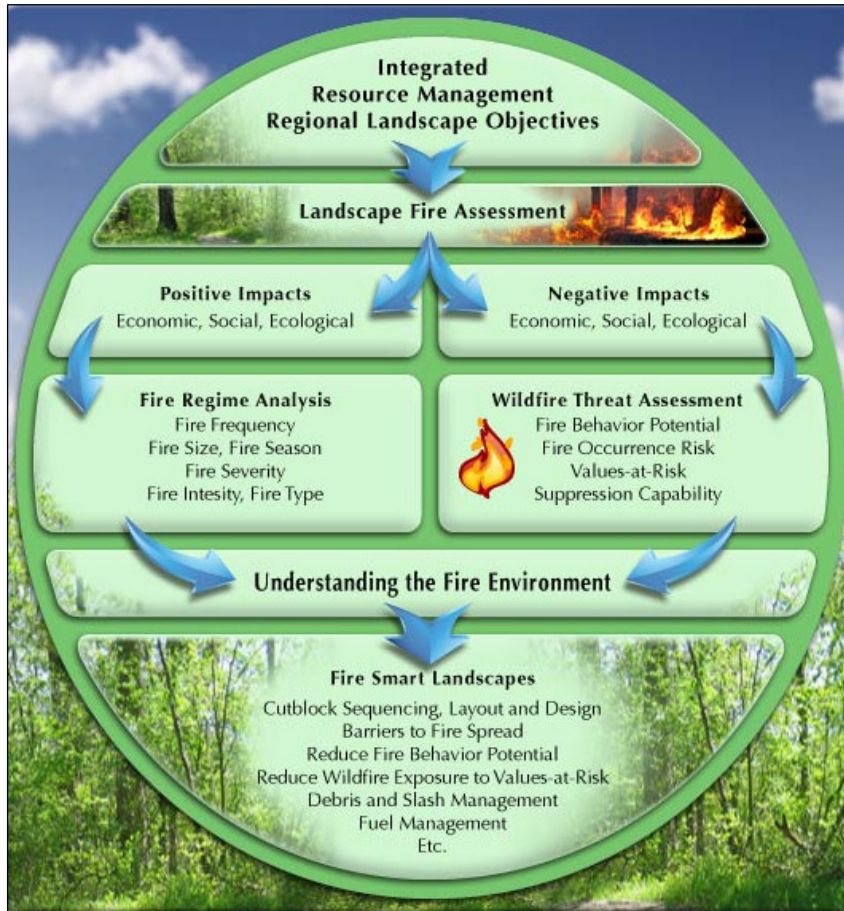 Integrated
Resource Management
Regional Landscape Objectives
Landscape Fire Assessment
Positive Impacts
Economic, Social, Ecological
Negative Impacts
Economic, Social, Ecological
Fire Regime Analysis
Fire Frequency
Fire Size, Fire Season
Fire Severity
Fire Intesity, Fire Type
Wildfire Threat Assessment
Fire Behavior Potential
Fire Occurrence Risk
Values-at-Risk
Suppression Capability
Understanding the Fire Environment
Fire Smart Landscapes
Cutblock Sequencing, Layout and Design
Barriers to Fire Spread
Reduce Fire Behavior Potential
Reduce Wildfire Exposure to Values-at-Risk
Debris and Slash Management
Fuel Management
Etc.